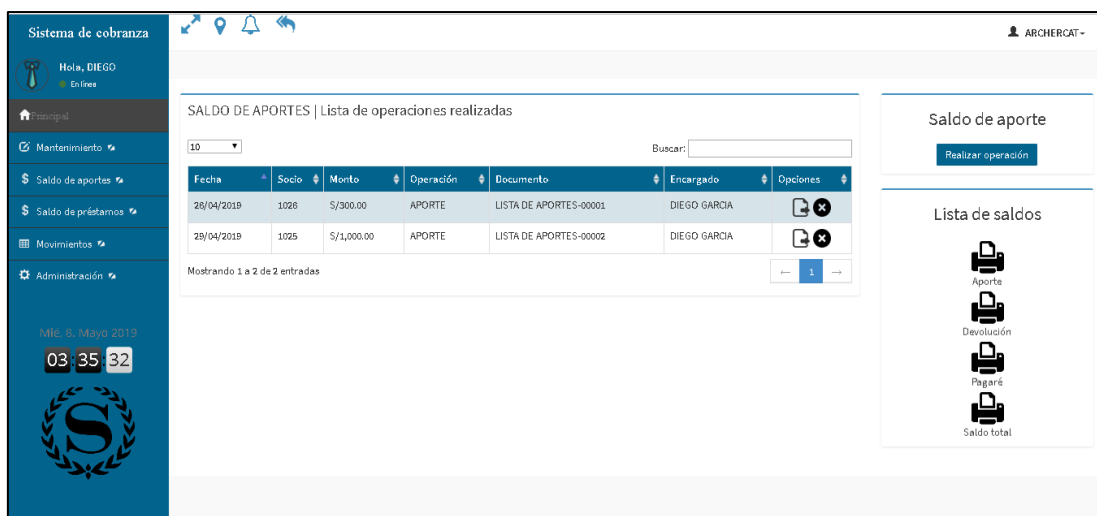 Sistema de cobranza
ARCHERCAT
Hola, DIEGO
En línea
Principal
Mantenimiento
Saldo de aportes
Saldo de préstamos
Movimientos
Administración
Mié, 8. Mayo 2019
03 35 32
S
SALDO DE APORTES | Lista de operaciones realizadas
10 Buscar:
Fecha Socio Monto Operación Documento Encargado Opciones
26/04/2019 1026 S/300.00 APORTE LISTA DE APORTES-00001 DIEGO GARCIA
29/04/2019 1025 S/1,000.00 APORTE LISTA DE APORTES-00002 DIEGO GARCIA
Mostrando 1 a 2 de 2 entradas
← 1 →
Saldo de aporte
Realizar operación
Lista de saldos
Aporte
Devolución
Pagaré
Saldo total